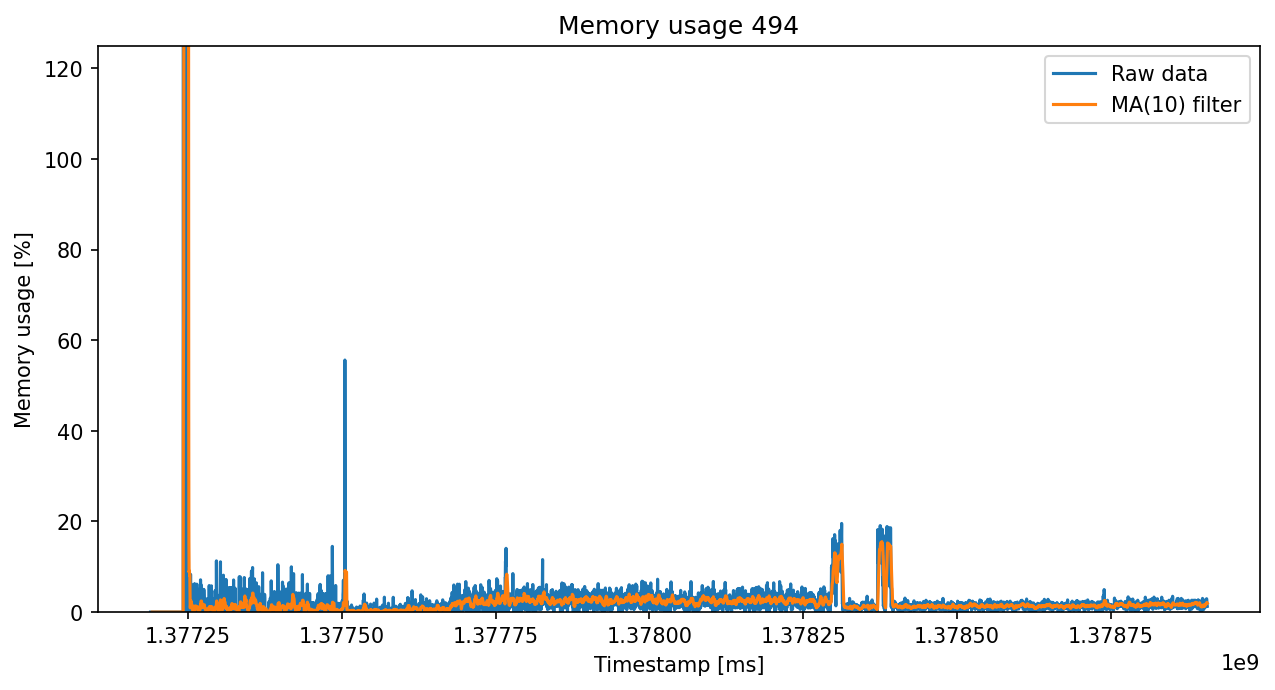 Memory usage 494
Raw data
MA(10) filter
Memory usage [%]
120
100
80
60
40
20
0
1.37725 1.37750 1.37775 1.37800 1.37825 1.37850 1.37875
Timestamp [ms]
1e9